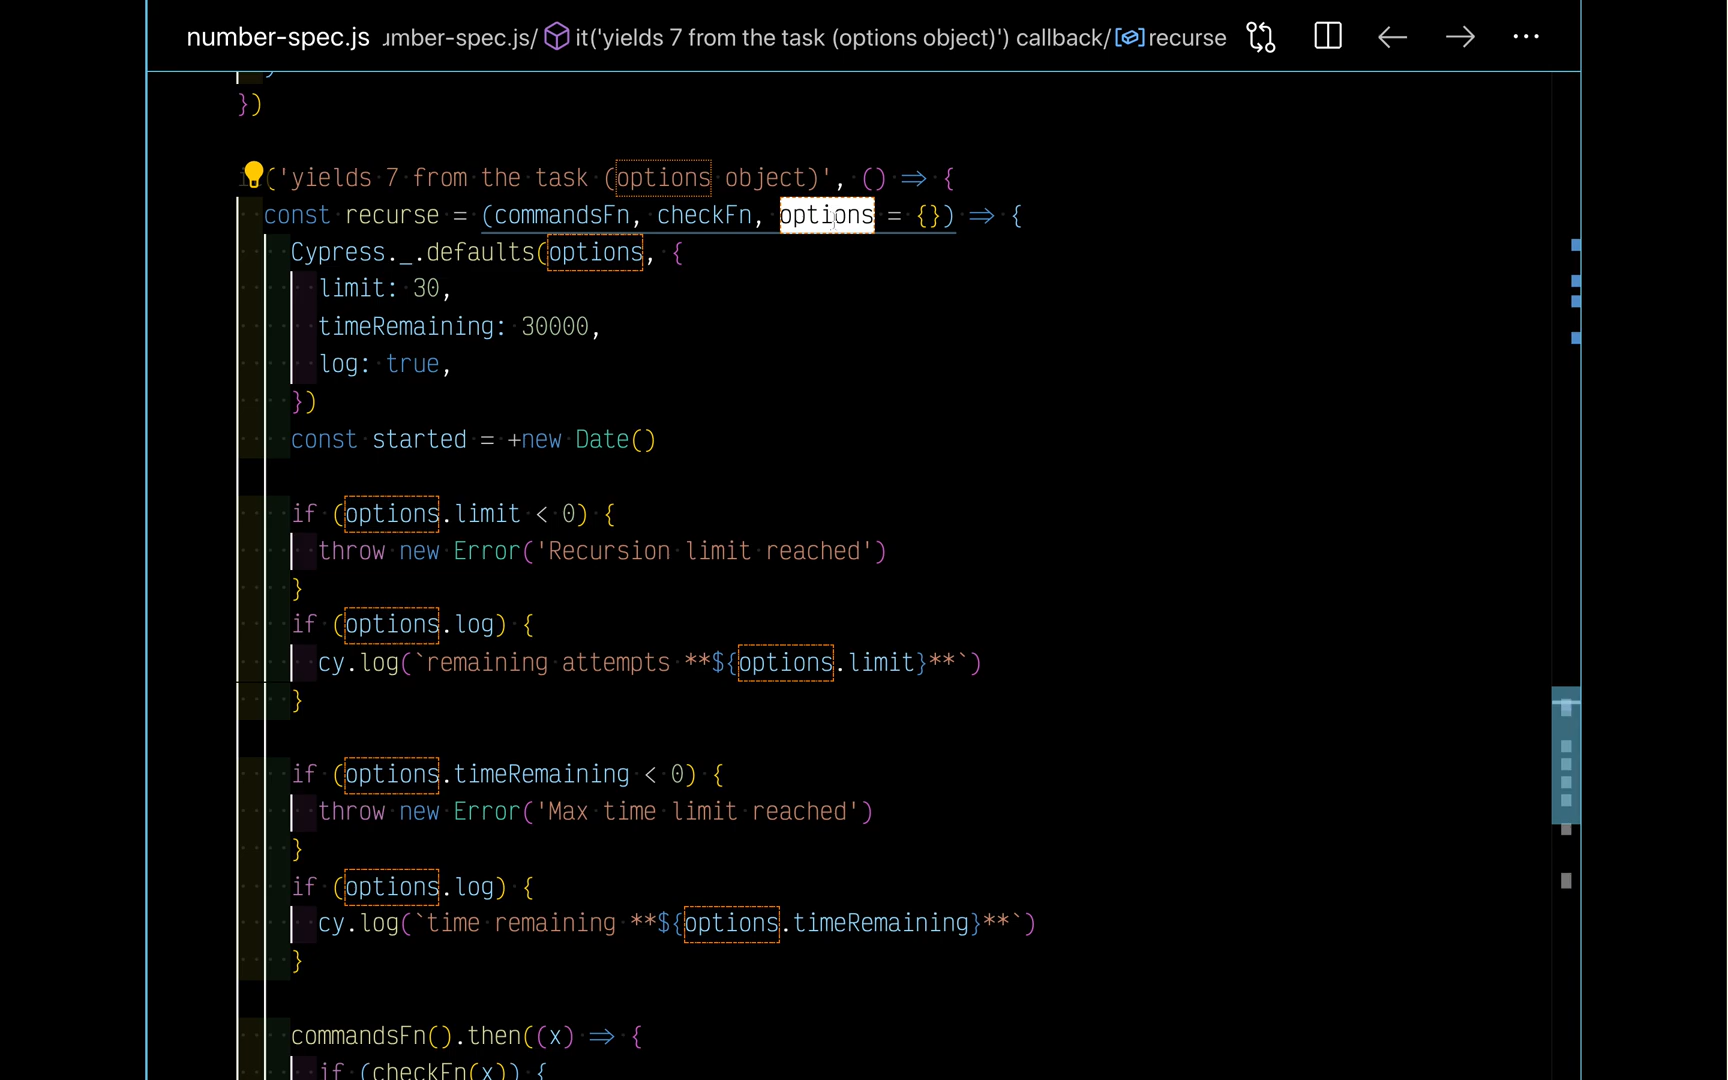 number-spec.js umber-spec.js/ it('yields 7 from the task (options object)') callback/ recurse
})
('yields 7 from the task (options object)', () => {
const recurse = (commandsFn, checkFn, options = {}) => {
Cypress._.defaults(options, {
limit: 30,
timeRemaining: 30000,
log: true,
})
const started = +new Date()
if (options.limit < 0) {
throw new Error('Recursion limit reached')
}
if (options.log) {
cy.log(`remaining attempts **${options.limit}**`)
}
if (options.timeRemaining < 0) {
throw new Error('Max time limit reached')
}
if (options.log) {
cy.log(`time remaining **${options.timeRemaining}**`)
}
commandsFn().then((x) => {
if (checkFn(x)) {